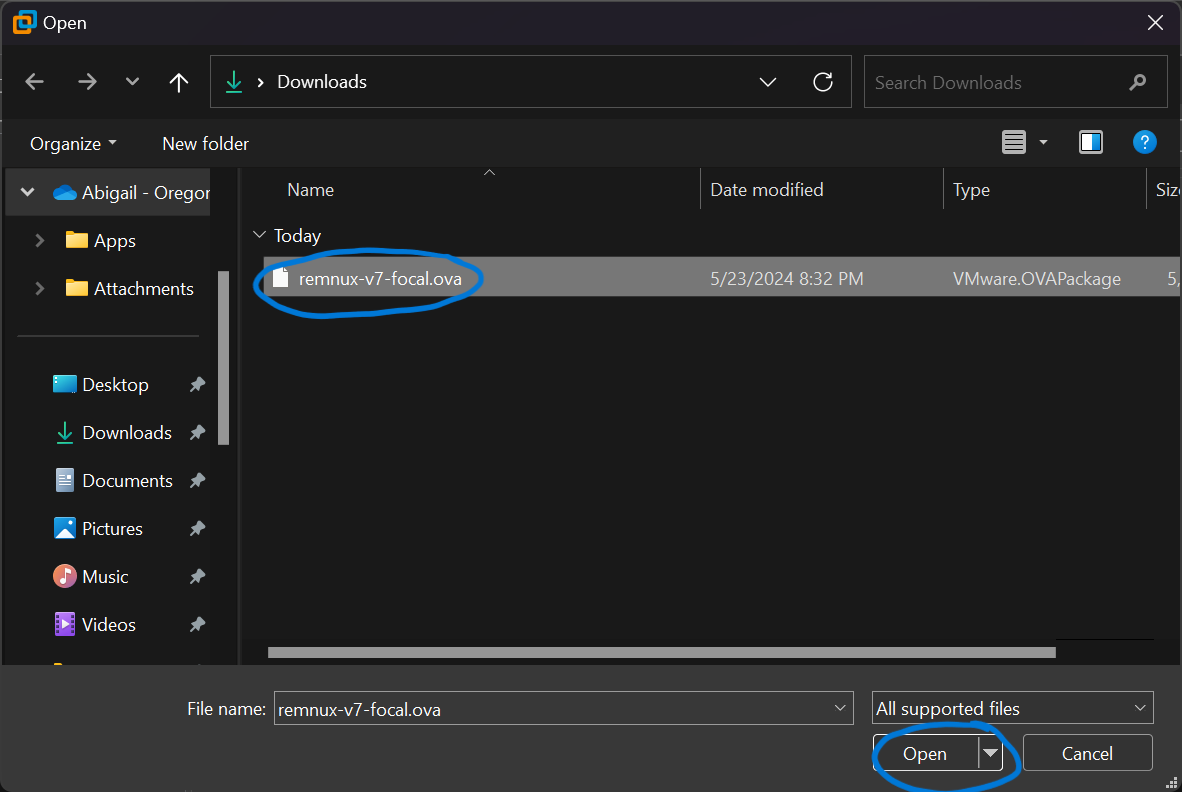 Open
Downloads
Search Downloads
Organize
New folder
?
Abigail - Oregor
Apps
Attachments
Desktop
Downloads
Documents
Pictures
Music
Videos
Name
Date modified
Type
Siz
Today
remnux-v7-focal.ova
5/23/2024 8:32 PM
VMware.OVAPackage
5,
File name:
remnux-v7-focal.ova
All supported files
Open
Cancel